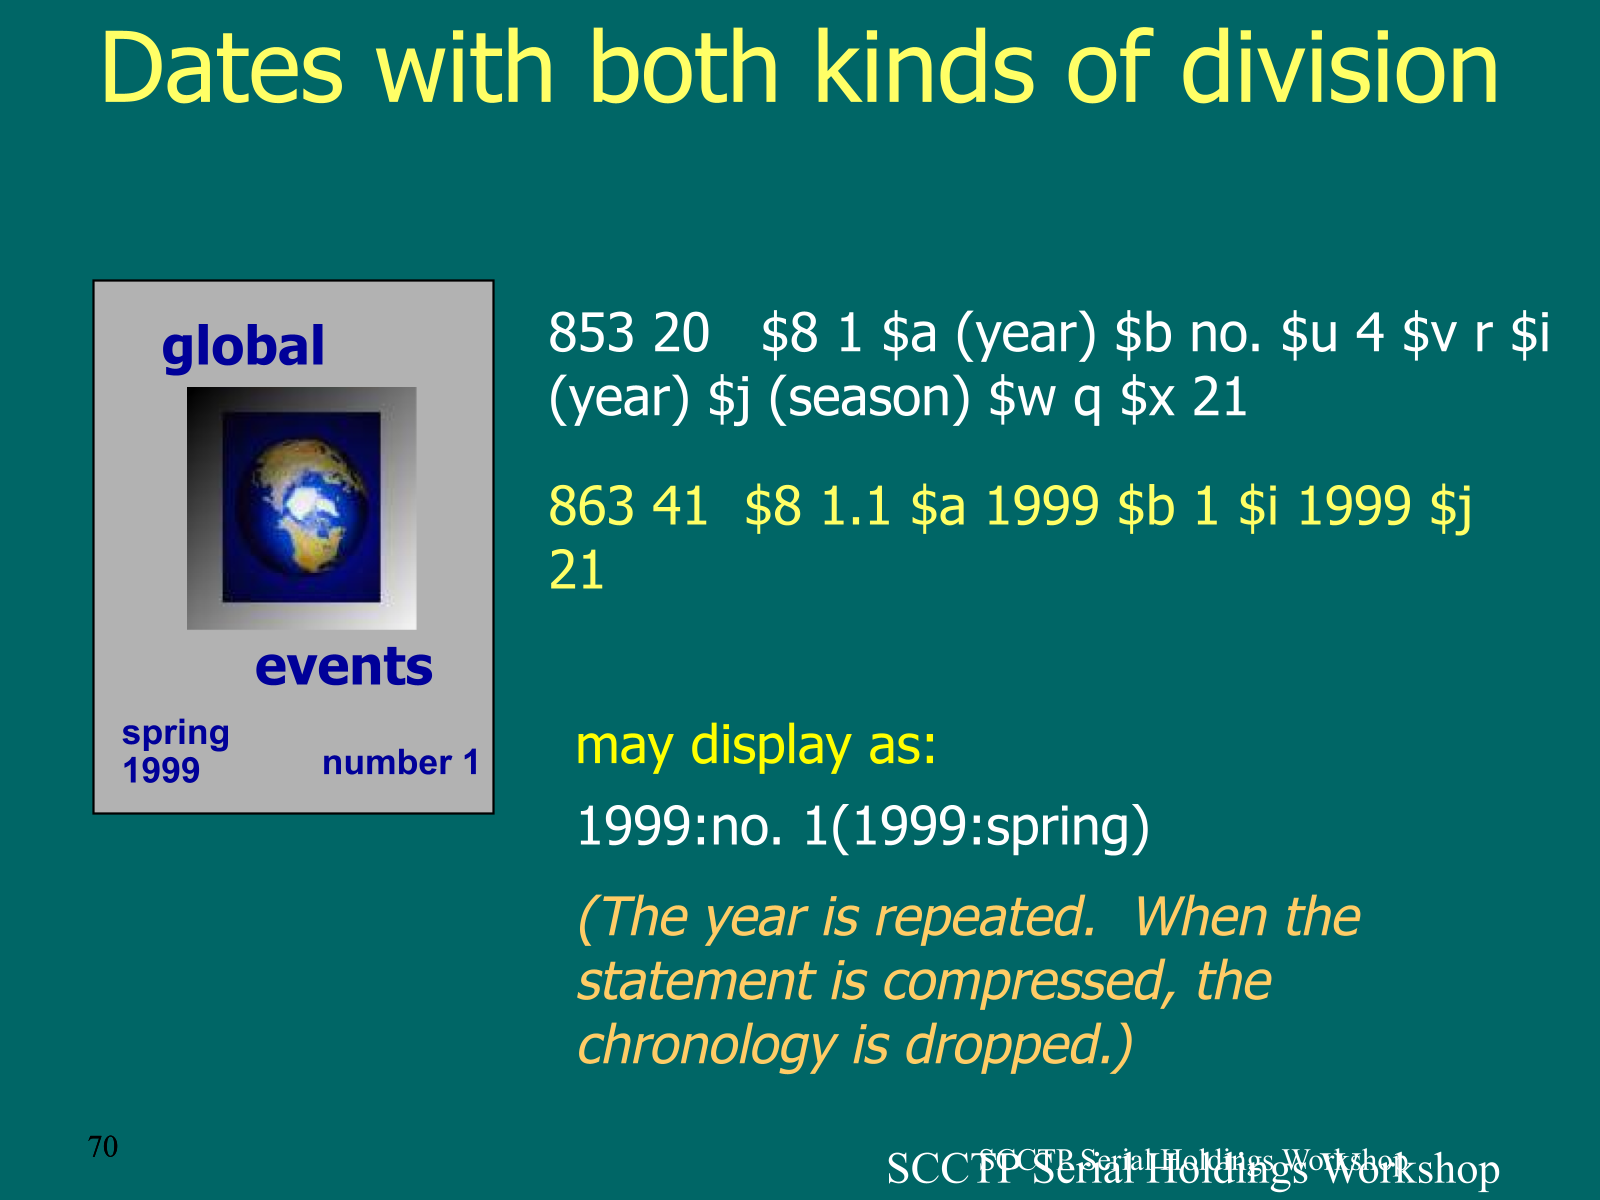 Dates with both kinds of division
global
events
spring
1999
number 1
853 20 $8 1 $a (year) $b no. $u 4 $v r $i
(year) $j (season) $w q $x 21
863 41 $8 1.1 $a 1999 $b 1 $i 1999 $j
21
may display as:
1999:no. 1(1999:spring)
(The year is repeated. When the
statement is compressed, the
chronology is dropped.)
70
SCCTP Serial Holdings Workshop
SCCTP Serial Holdings Workshop